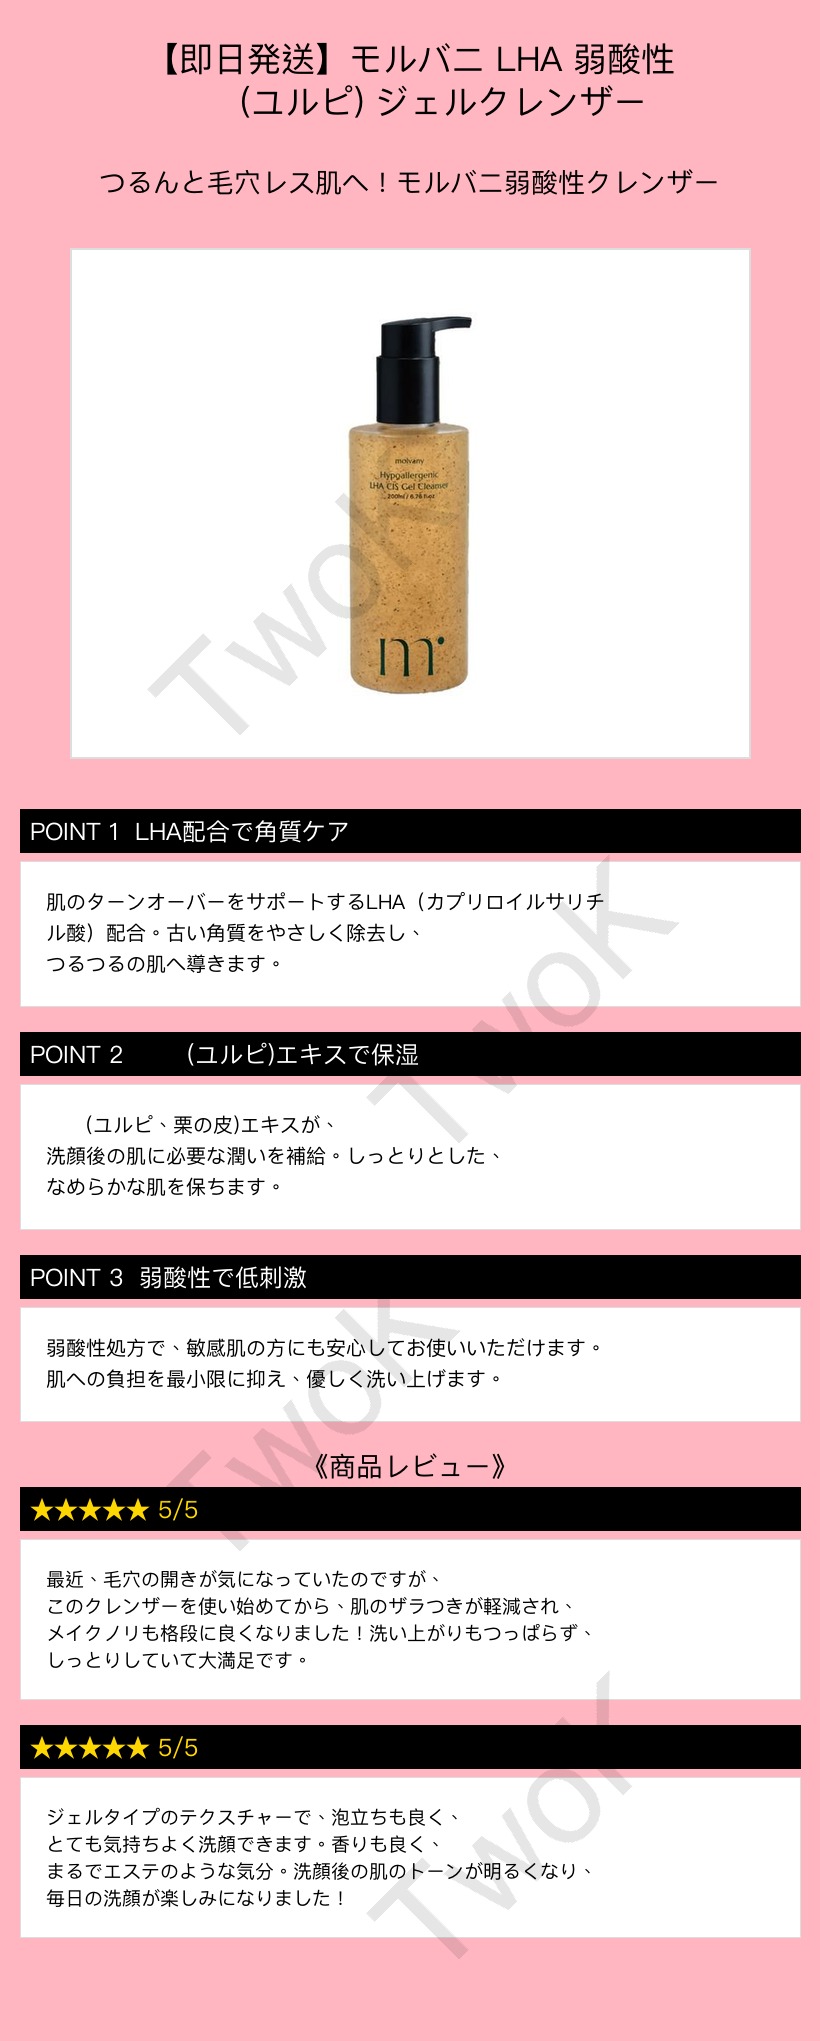 【即日発送】モルバニ LHA 弱酸性
(ユルピ) ジェルクレンザー
つるんと毛穴レス肌へ！モルバニ弱酸性クレンザー
molvany
Hypoallergenic
LHA CIS Gel Cleanser
200ml / 6.76 fl.oz
m
TwoK
POINT 1 LHA配合で角質ケア
肌のターンオーバーをサポートするLHA（カプリロイルサリチ
ル酸）配合。古い角質をやさしく除去し、
つるつるの肌へ導きます。
TwoK
POINT 2 (ユルピ)エキスで保湿
(ユルピ、栗の皮)エキスが、
洗顔後の肌に必要な潤いを補給。しっとりとした、
なめらかな肌を保ちます。
POINT 3 弱酸性で低刺激
弱酸性処方で、敏感肌の方にも安心してお使いいただけます。
肌への負担を最小限に抑え、優しく洗い上げます。
TwoK
《商品レビュー》
★★★★★ 5/5
最近、毛穴の開きが気になっていたのですが、
このクレンザーを使い始めてから、肌のザラつきが軽減され、
メイクノリも格段に良くなりました！洗い上がりもつっぱらず、
しっとりしていて大満足です。
★★★★★ 5/5
ジェルタイプのテクスチャーで、泡立ちも良く、
とても気持ちよく洗顔できます。香りも良く、
まるでエステのような気分。洗顔後の肌のトーンが明るくなり、
毎日の洗顔が楽しみになりました！
TwoK